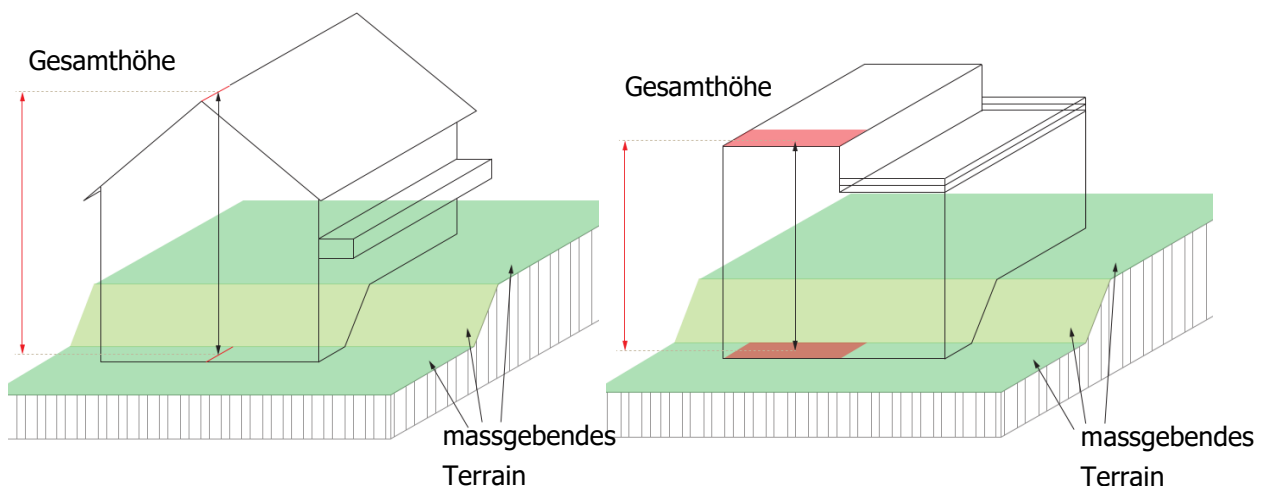 Gesamthöhe
massgebendes
Terrain
Gesamthöhe
massgebendes
Terrain